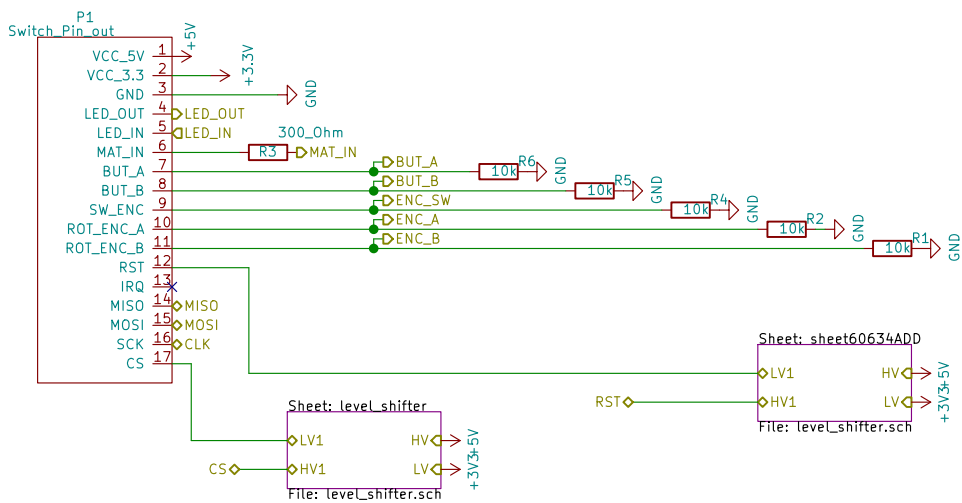 P1
Switch_Pin_out
VCC_5V 1 +5V
VCC_3.3 2 +3.3V
GND 3 GND
LED_OUT 4 LED_OUT
LED_IN 5 LED_IN
300_Ohm
MAT_IN 6 R3 MAT_IN
BUT_A
BUT_A 7 10k R6 GND
BUT_B
BUT_B 8 10k R5 GND
ENC_SW
SW_ENC 9 10k R4 GND
ENC_A
ROT_ENC_A 10 10k R2 GND
ENC_B
ROT_ENC_B 11 10k R1 GND
RST 12
IRQ 13
MISO 14 MISO
MOSI 15 MOSI
SCK 16 CLK
CS 17
Sheet: sheet60634ADD
LV1 HV +5V
RST HV1 LV +3V3
File: level_shifter.sch
Sheet: level_shifter
LV1 HV +5V
CS HV1 LV +3V3
File: level_shifter.sch